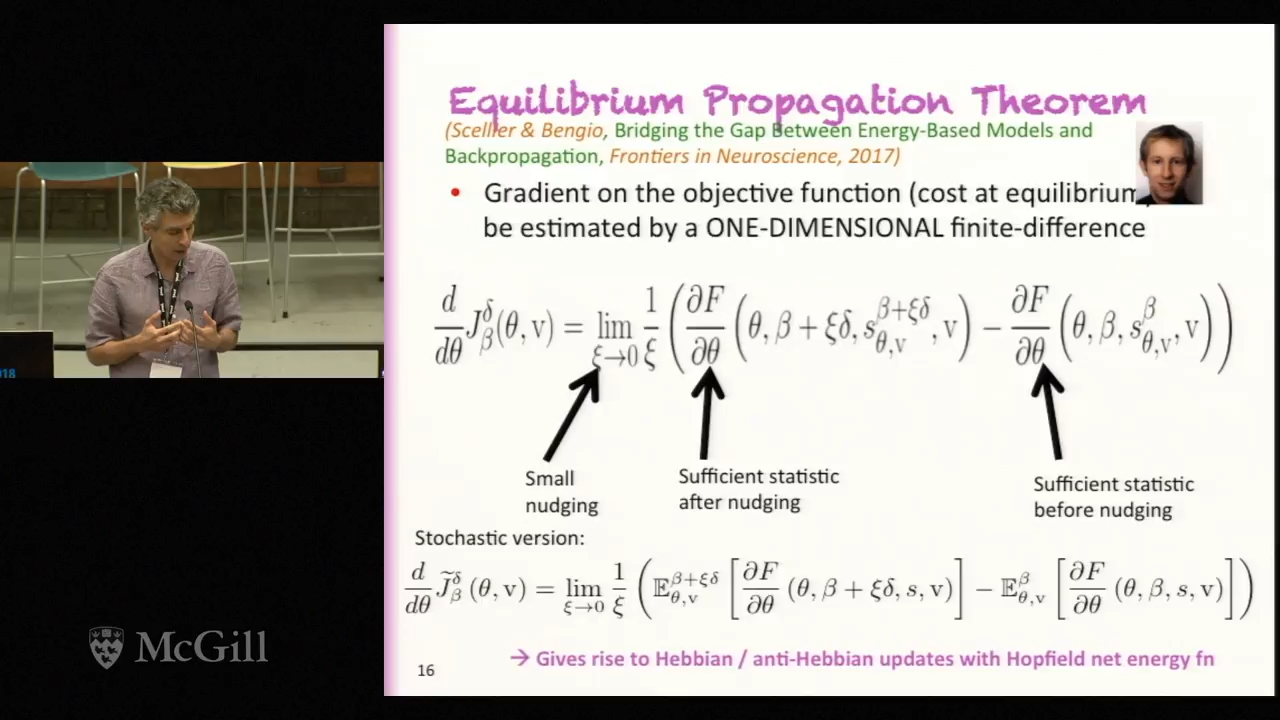 Equilibrium Propagation Theorem
(Scellier & Bengio, Bridging the Gap Between Energy-Based Models and
Backpropagation, Frontiers in Neuroscience, 2017)
• Gradient on the objective function (cost at equilibrium
be estimated by a ONE-DIMENSIONAL finite-difference
d/dθ J^δ_β(θ, v) = lim_{ξ→0} 1/ξ (∂F/∂θ (θ, β + ξδ, s^{β+ξδ}_{θ,v}, v) − ∂F/∂θ (θ, β, s^β_{θ,v}, v))
Small
nudging
Sufficient statistic
after nudging
Sufficient statistic
before nudging
Stochastic version:
d/dθ J̃^δ_β (θ, v) = lim_{ξ→0} 1/ξ (𝔼^{β+ξδ}_{θ,v} [∂F/∂θ (θ, β + ξδ, s, v)] − 𝔼^β_{θ,v} [∂F/∂θ (θ, β, s, v)])
→ Gives rise to Hebbian / anti-Hebbian updates with Hopfield net energy fn
16
McGill
018